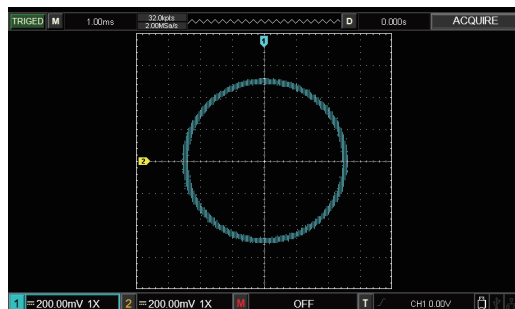 TRIGED M 1.00ms 32.0kpts D 0.000s ACQUIRE
2.00MSa/s
1
2
1 200.00mV 1X 2 200.00mV 1X M OFF T CH1 0.00V